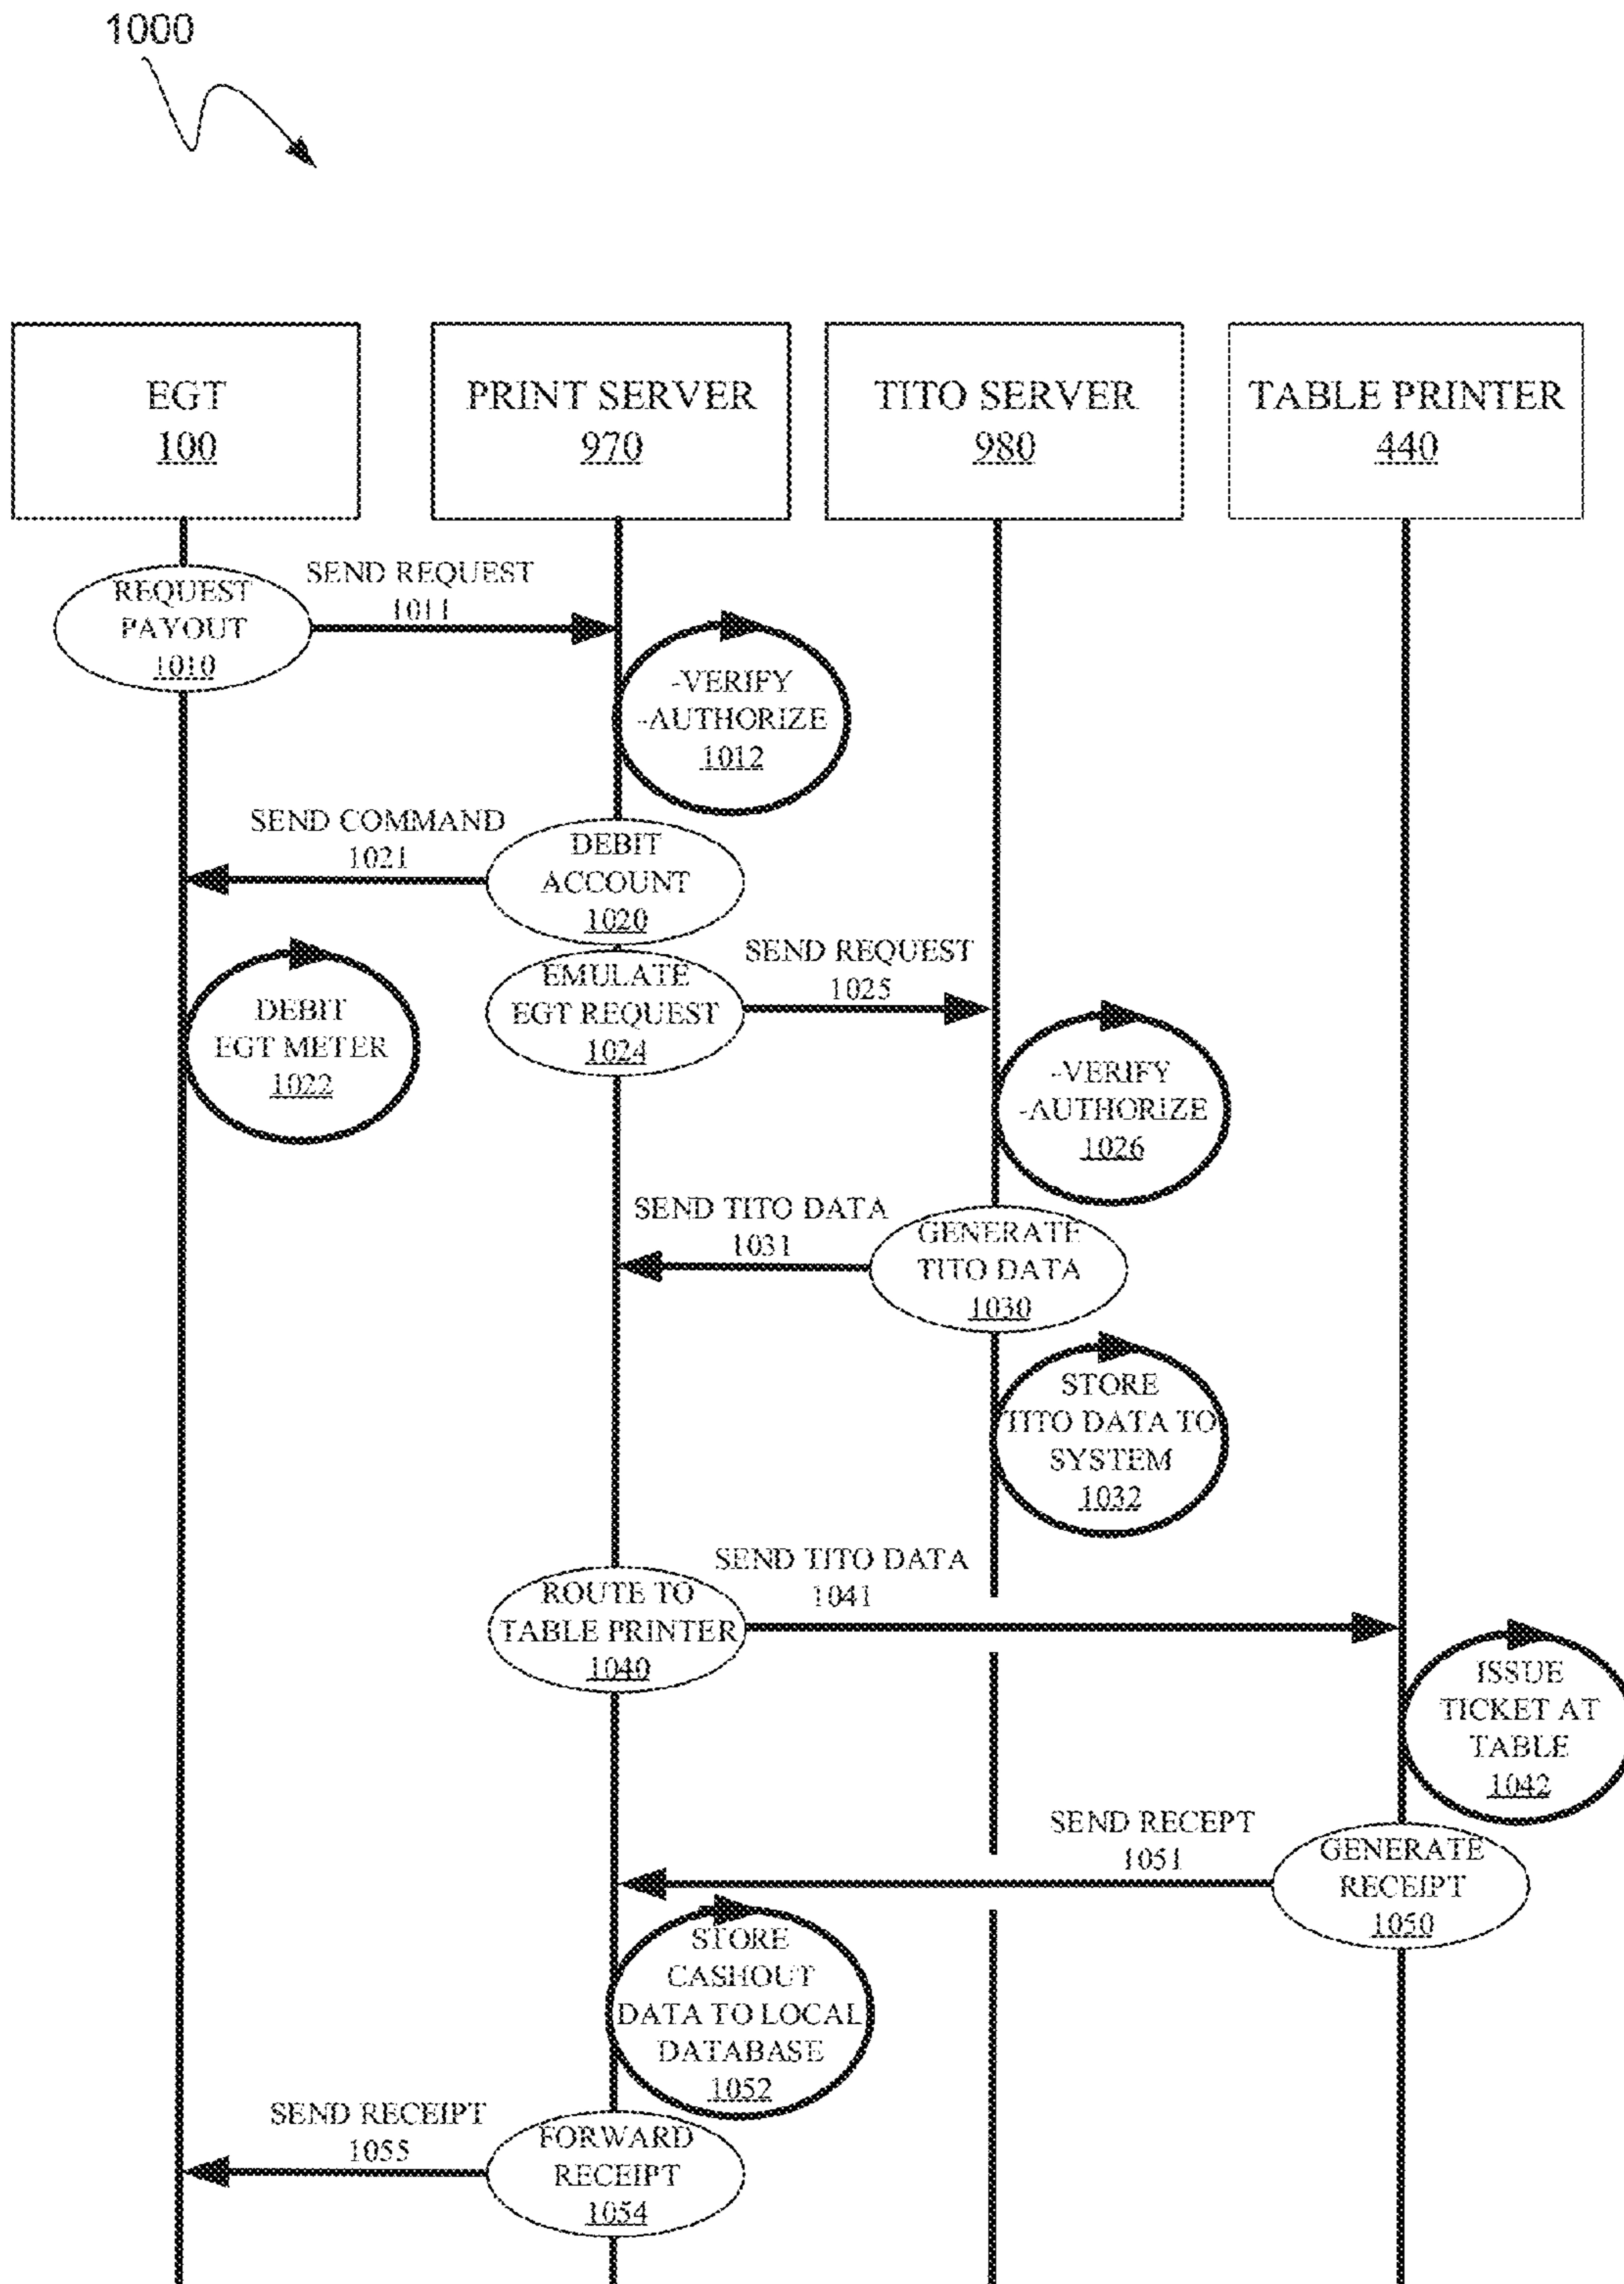 1000
EGT
100
PRINT SERVER
970
TITO SERVER
980
TABLE PRINTER
440
REQUEST
PAYOUT
1010
SEND REQUEST
1011
-VERIFY
-AUTHORIZE
1012
SEND COMMAND
1021
DEBIT
ACCOUNT
1020
DEBIT
EGT METER
1022
EMULATE
EGT REQUEST
1024
SEND REQUEST
1025
-VERIFY
-AUTHORIZE
1026
SEND TITO DATA
1031
GENERATE
TITO DATA
1030
STORE
TITO DATA TO
SYSTEM
1032
ROUTE TO
TABLE PRINTER
1040
SEND TITO DATA
1041
ISSUE
TICKET AT
TABLE
1042
SEND RECEPT
1051
GENERATE
RECEIPT
1050
STORE
CASHOUT
DATA TO LOCAL
DATABASE
1052
SEND RECEIPT
1055
FORWARD
RECEIPT
1054